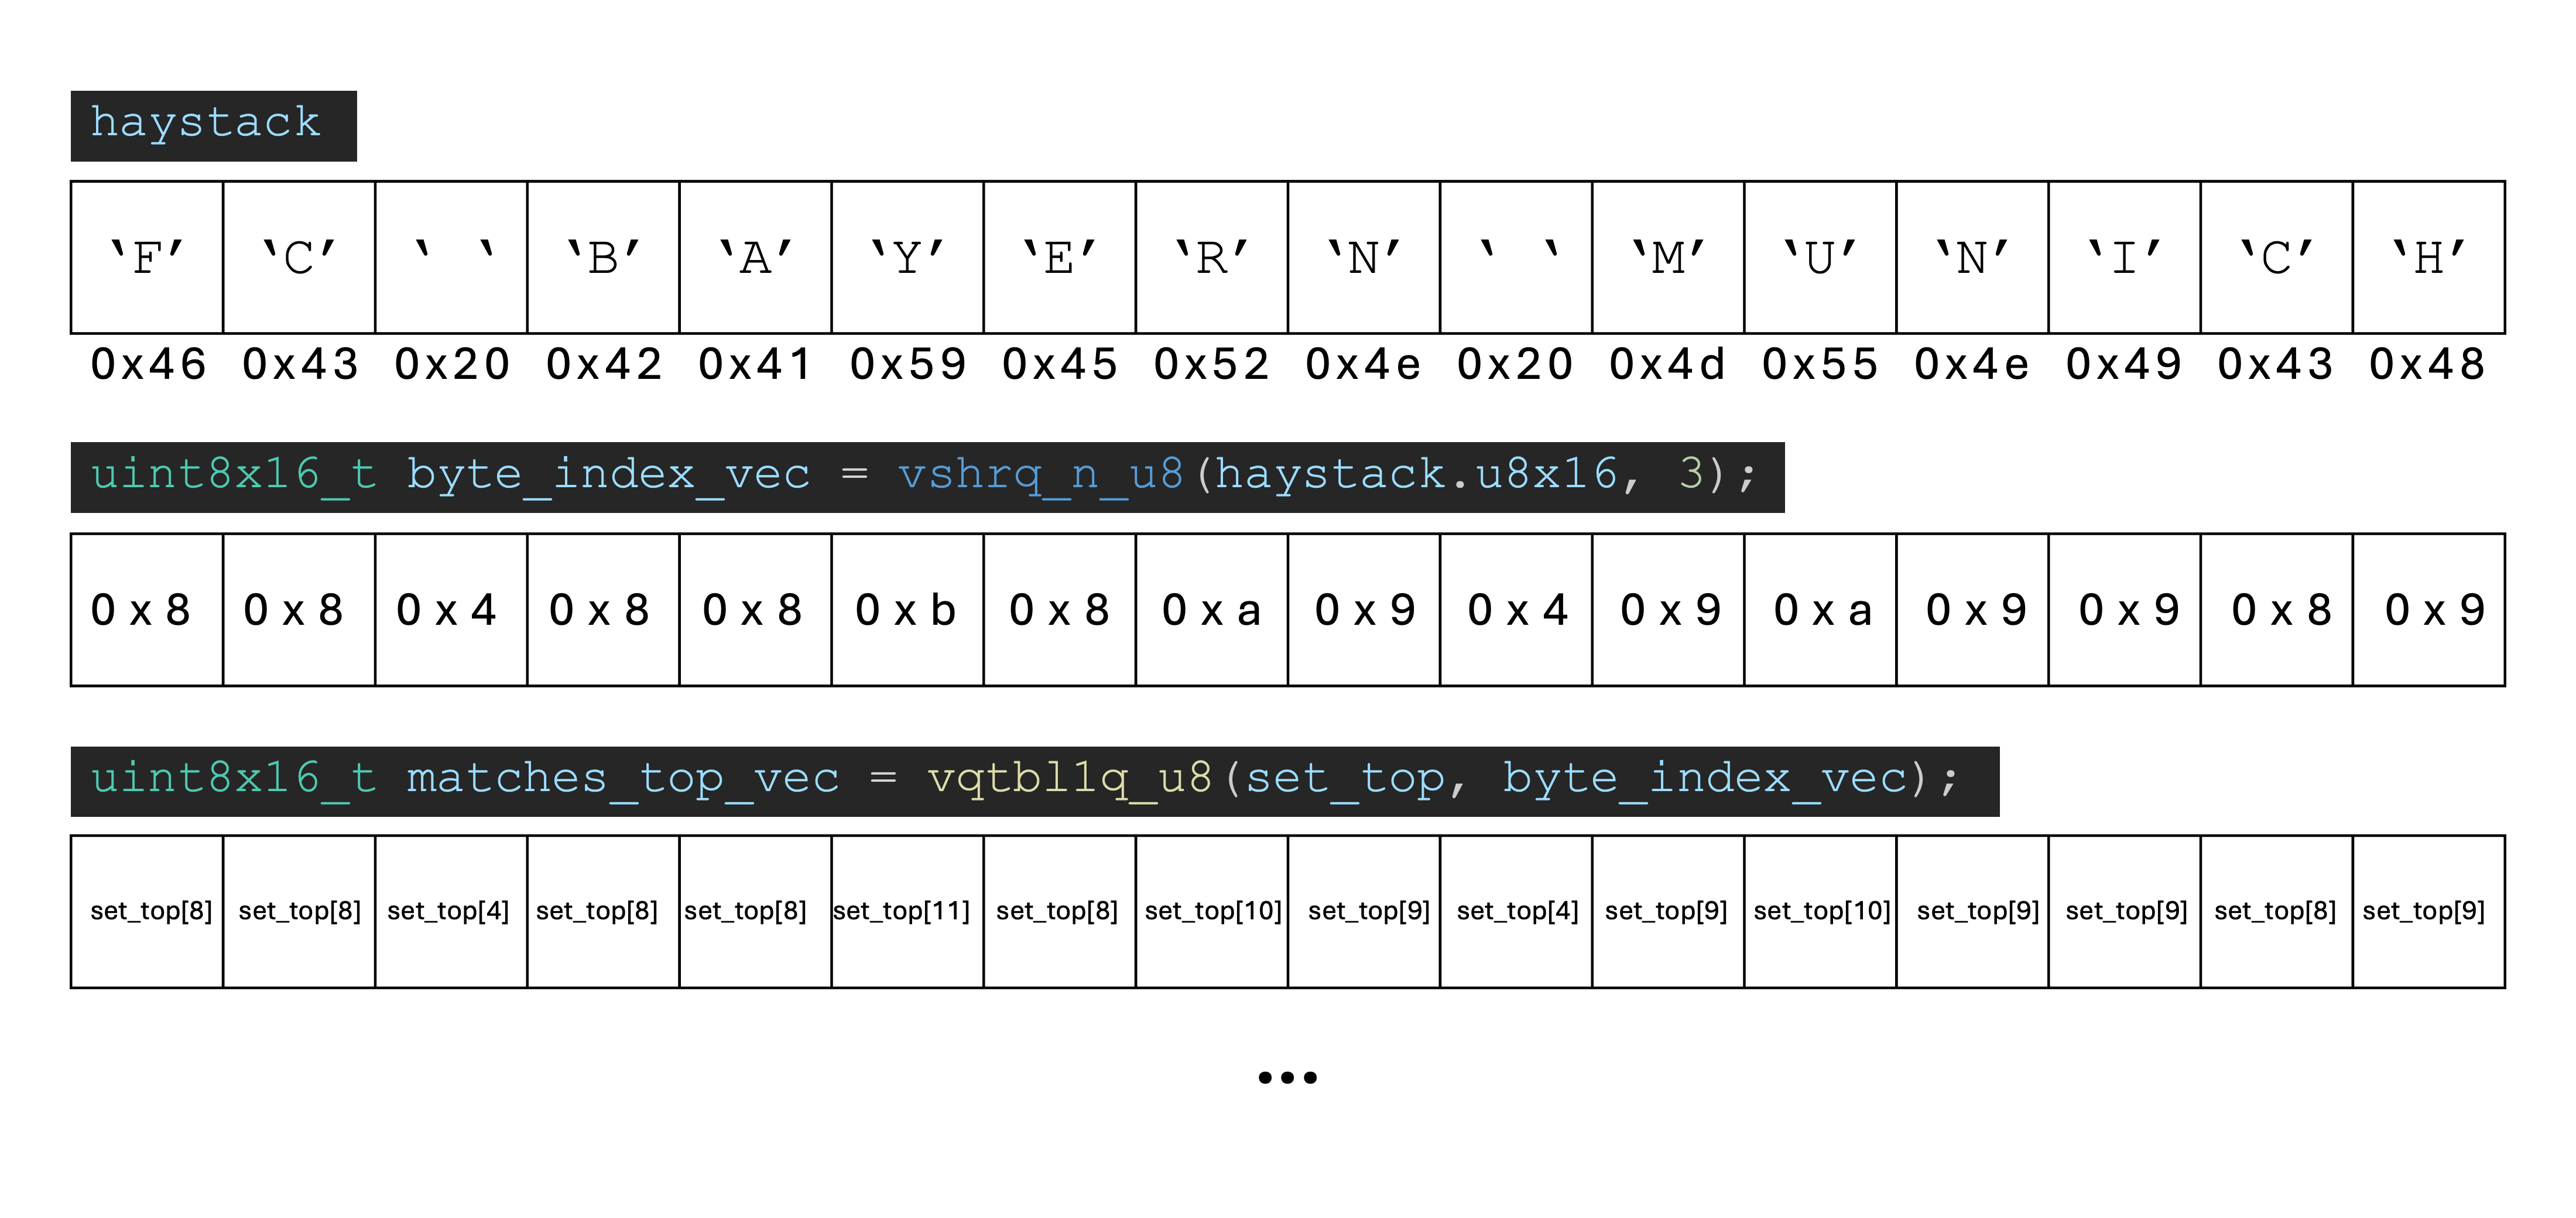 haystack
‘F’ ‘C’ ‘ ‘ ‘B’ ‘A’ ‘Y’ ‘E’ ‘R’ ‘N’ ‘ ‘ ‘M’ ‘U’ ‘N’ ‘I’ ‘C’ ‘H’
0x46 0x43 0x20 0x42 0x41 0x59 0x45 0x52 0x4e 0x20 0x4d 0x55 0x4e 0x49 0x43 0x48
uint8x16_t byte_index_vec = vshrq_n_u8(haystack.u8x16, 3);
0x8 0x8 0x4 0x8 0x8 0xb 0x8 0xa 0x9 0x4 0x9 0xa 0x9 0x9 0x8 0x9
uint8x16_t matches_top_vec = vqtbl1q_u8(set_top, byte_index_vec);
set_top[8] set_top[8] set_top[4] set_top[8] set_top[8] set_top[11] set_top[8] set_top[10] set_top[9] set_top[4] set_top[9] set_top[10] set_top[9] set_top[9] set_top[8] set_top[9]
...